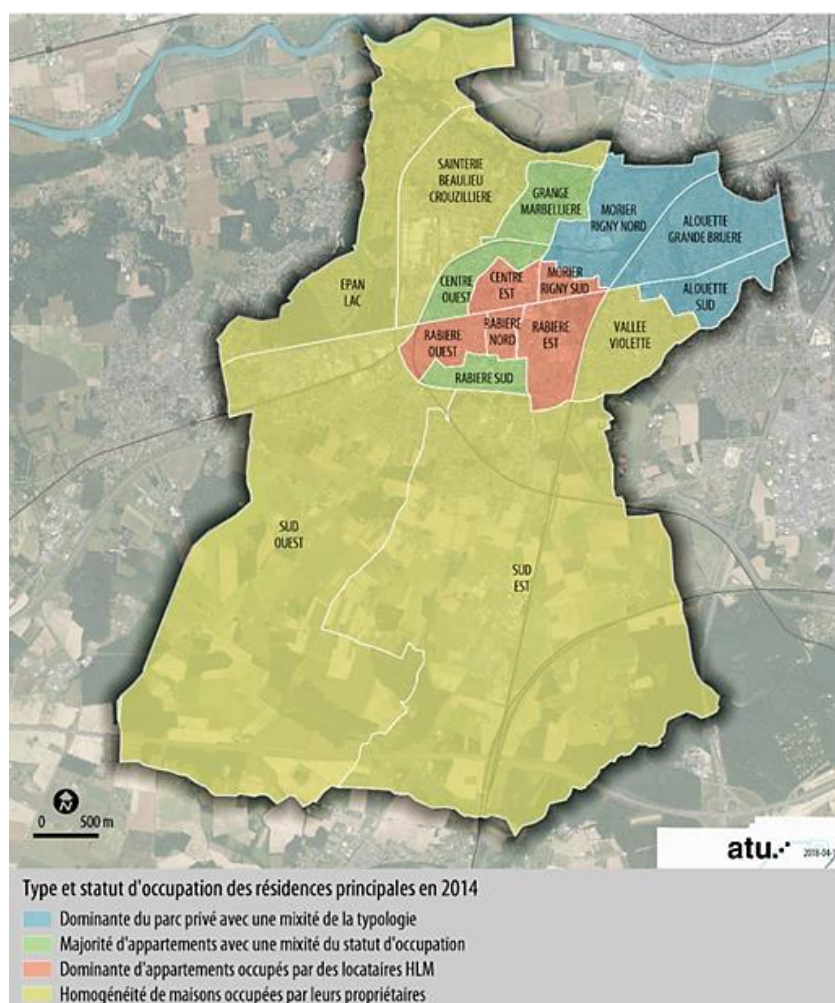 SAINTERIE
BEAULIEU
CROUZILLIERE
GRANGE
MARBELLIERE
MORIER
RIGNY NORD
ALOUETTE
GRANDE BRUERE
EPAN
LAC
CENTRE
OUEST
CENTRE
EST
MORIER
RIGNY SUD
ALOUETTE
SUD
RABIERE
OUEST
RABIERE
NORD
RABIERE
EST
VALLEE
VIOLETTE
RABIERE SUD
SUD
OUEST
SUD
EST
N
0 500 m
atu
Type et statut d'occupation des résidences principales en 2014
Dominante du parc privé avec une mixité de la typologie
Majorité d'appartements avec une mixité du statut d'occupation
Dominante d'appartements occupés par des locataires HLM
Homogénéité de maisons occupées par leurs propriétaires